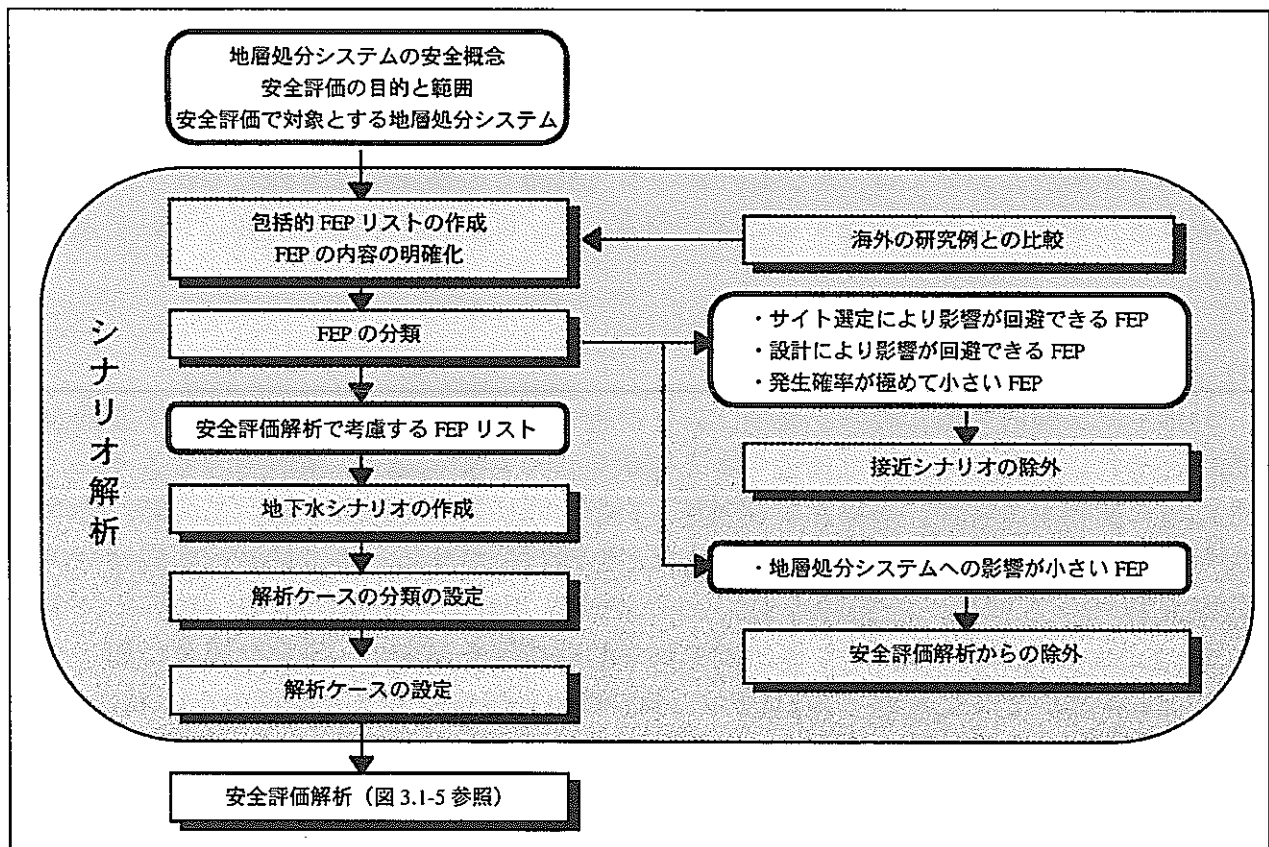 地層処分システムの安全概念
安全評価の目的と範囲
安全評価で対象とする地層処分システム
シナリオ解析
包括的 FEP リストの作成
FEP の内容の明確化
海外の研究例との比較
FEP の分類
・サイト選定により影響が回避できる FEP
・設計により影響が回避できる FEP
・発生確率が極めて小さい FEP
安全評価解析で考慮する FEP リスト
接近シナリオの除外
地下水シナリオの作成
・地層処分システムへの影響が小さい FEP
解析ケースの分類の設定
安全評価解析からの除外
解析ケースの設定
安全評価解析（図 3.1-5 参照）